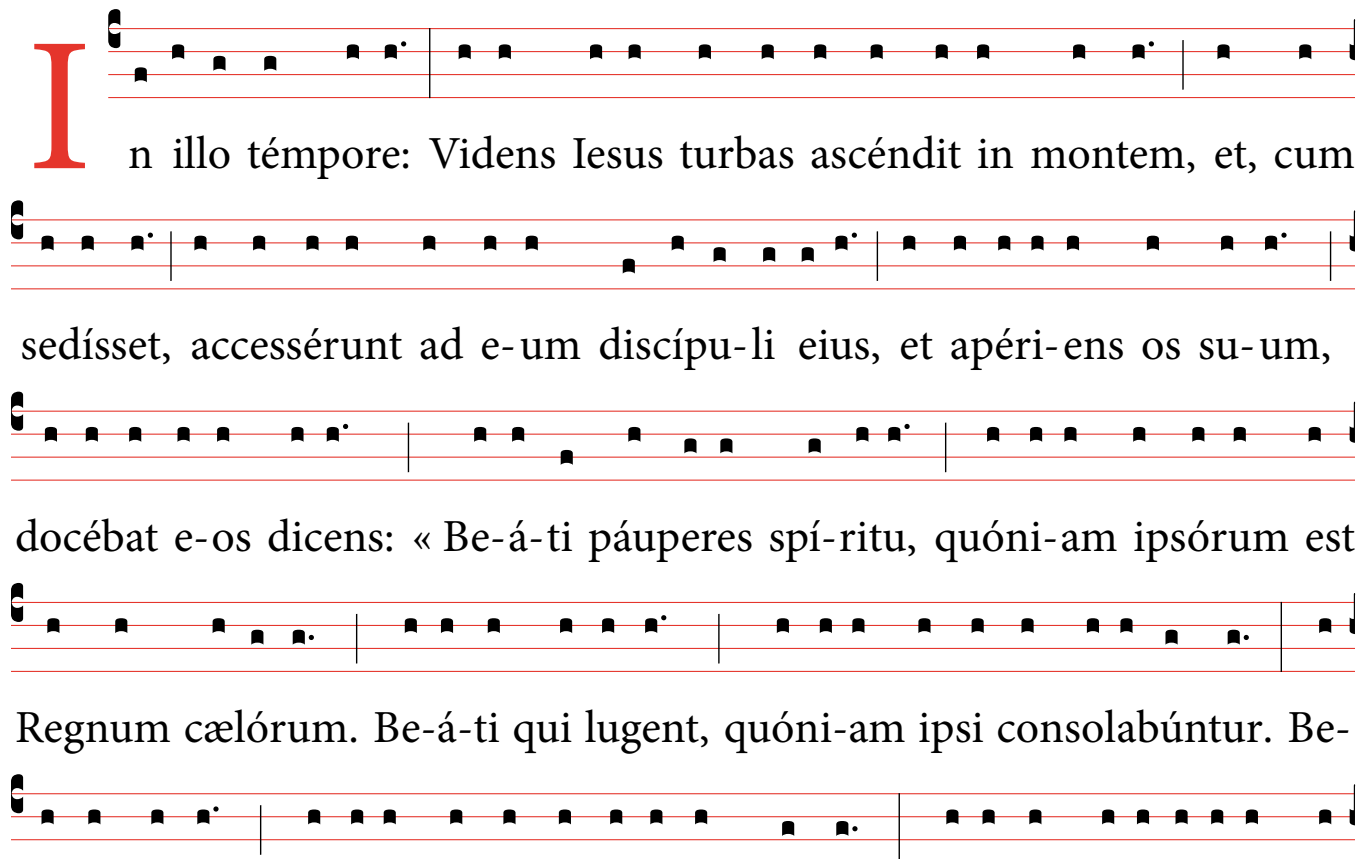 In illo témpore: Videns Iesus turbas ascéndit in montem, et, cum
sedísset, accessérunt ad e-um discípu-li eius, et apéri-ens os su-um,
docébat e-os dicens: « Be-á-ti páuperes spí-ritu, quóni-am ipsórum est
Regnum cælórum. Be-á-ti qui lugent, quóni-am ipsi consolabúntur. Be-